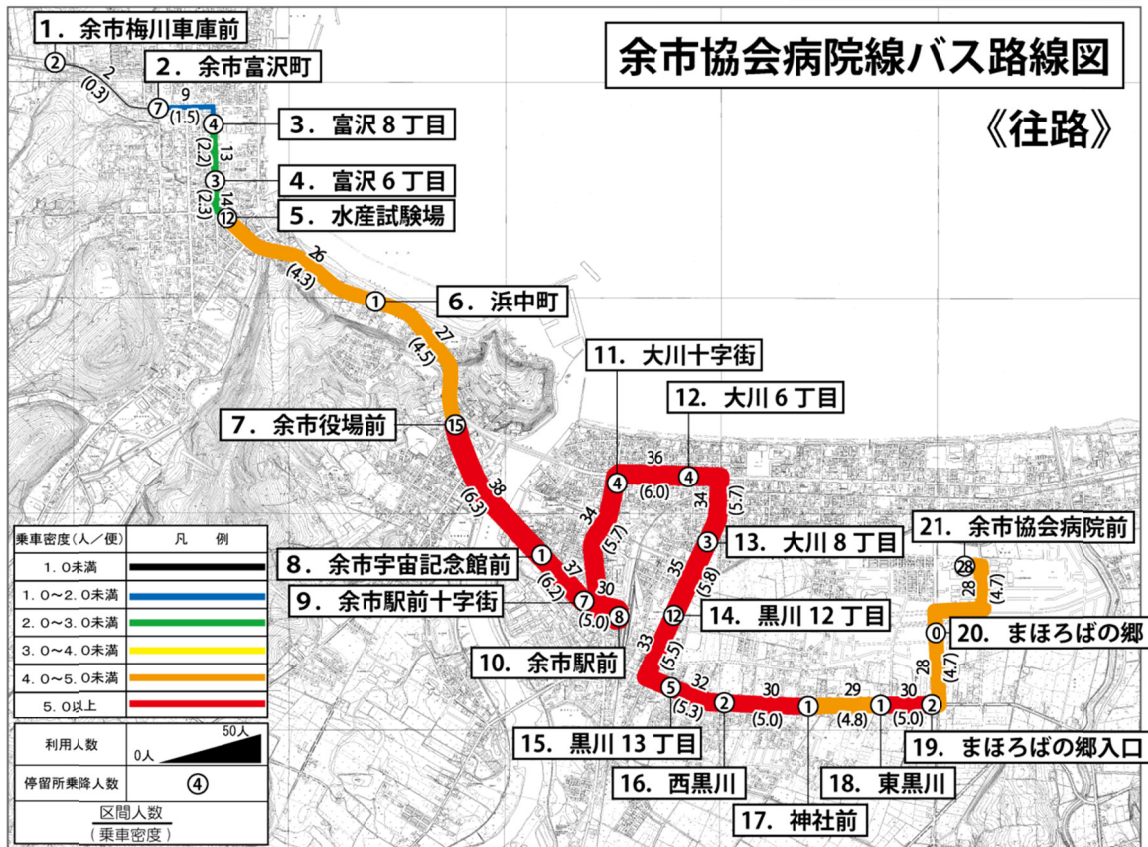 余市協会病院線バス路線図
《往路》
1. 余市梅川車庫前
2
2
(0.3)
2. 余市富沢町
7
9
(1.5)
3. 富沢8丁目
4
13
(2.2)
4. 富沢6丁目
3
14
(2.3)
5. 水産試験場
12
26
(4.3)
6. 浜中町
1
27
(4.5)
7. 余市役場前
15
38
(6.3)
8. 余市宇宙記念館前
1
37
(6.2)
9. 余市駅前十字街
7
30
(5.0)
10. 余市駅前
8
34
(5.7)
11. 大川十字街
4
36
(6.0)
12. 大川6丁目
4
34
(5.7)
13. 大川8丁目
3
35
(5.8)
14. 黒川12丁目
12
33
(5.5)
15. 黒川13丁目
5
32
(5.3)
16. 西黒川
2
30
(5.0)
17. 神社前
1
29
(4.8)
18. 東黒川
1
30
(5.0)
19. まほろばの郷入口
2
28
(4.7)
20. まほろばの郷
0
28
(4.7)
21. 余市協会病院前
28
乗車密度(人/便) 凡 例
1.0未満
1.0~2.0未満
2.0~3.0未満
3.0~4.0未満
4.0~5.0未満
5.0以上
利用人数 0人 50人
停留所乗降人数 4
区間人数
(乗車密度)